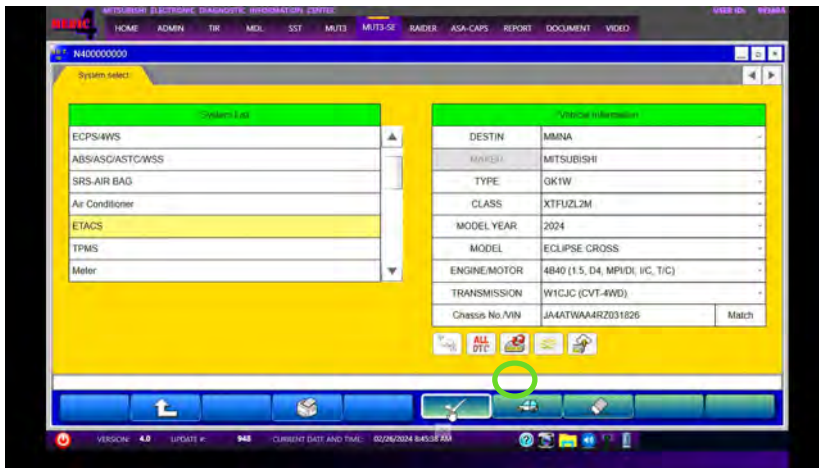 MITSUBISHI ELECTRONIC DIAGNOSTIC INFORMATION CENTER
USER ID:
MEDIC 4 HOME ADMIN TIR MDL SST MUT3 MUT3-SE RAIDER ASA-CAPS REPORT DOCUMENT VIDEO
N400000000
System select
System List
Vehicle Information
ECPS/4WS
DESTIN MMNA
ABS/ASC/ASTC/WSS
MAKER MITSUBISHI
SRS-AIR BAG
TYPE GK1W
Air Conditioner
CLASS XTFUZL2M
ETACS
MODEL YEAR 2024
TPMS
MODEL ECLIPSE CROSS
Meter
ENGINE/MOTOR 4B40 (1.5, D4, MPI/DI, I/C, T/C)
TRANSMISSION W1CJC (CVT-4WD)
Chassis No./VIN JA4ATWAA4RZ031826 Match
ALL
DTC
VERSION: 4.0 UPDATE #: 948 CURRENT DATE AND TIME: 02/26/2024 8:45:38 AM